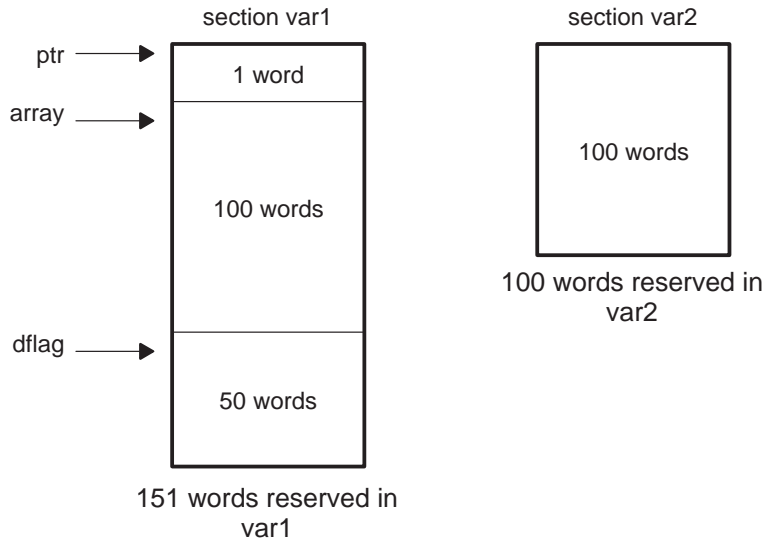 section var1
ptr
1 word
array
100 words
dflag
50 words
151 words reserved in
var1
section var2
100 words
100 words reserved in
var2